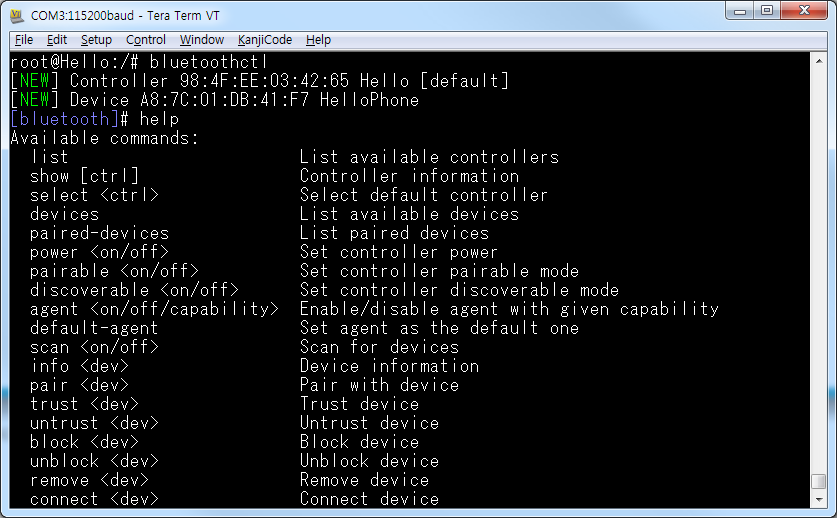 COM3:115200baud - Tera Term VT
File Edit Setup Control Window KanjiCode Help
root@Hello:/# bluetoothctl
[NEW] Controller 98:4F:EE:03:42:65 Hello [default]
[NEW] Device A8:7C:01:DB:41:F7 HelloPhone
[bluetooth]# help
Available commands:
  list                       List available controllers
  show [ctrl]                Controller information
  select <ctrl>              Select default controller
  devices                    List available devices
  paired-devices             List paired devices
  power <on/off>             Set controller power
  pairable <on/off>          Set controller pairable mode
  discoverable <on/off>      Set controller discoverable mode
  agent <on/off/capability>  Enable/disable agent with given capability
  default-agent              Set agent as the default one
  scan <on/off>              Scan for devices
  info <dev>                 Device information
  pair <dev>                 Pair with device
  trust <dev>                Trust device
  untrust <dev>              Untrust device
  block <dev>                Block device
  unblock <dev>              Unblock device
  remove <dev>               Remove device
  connect <dev>              Connect device